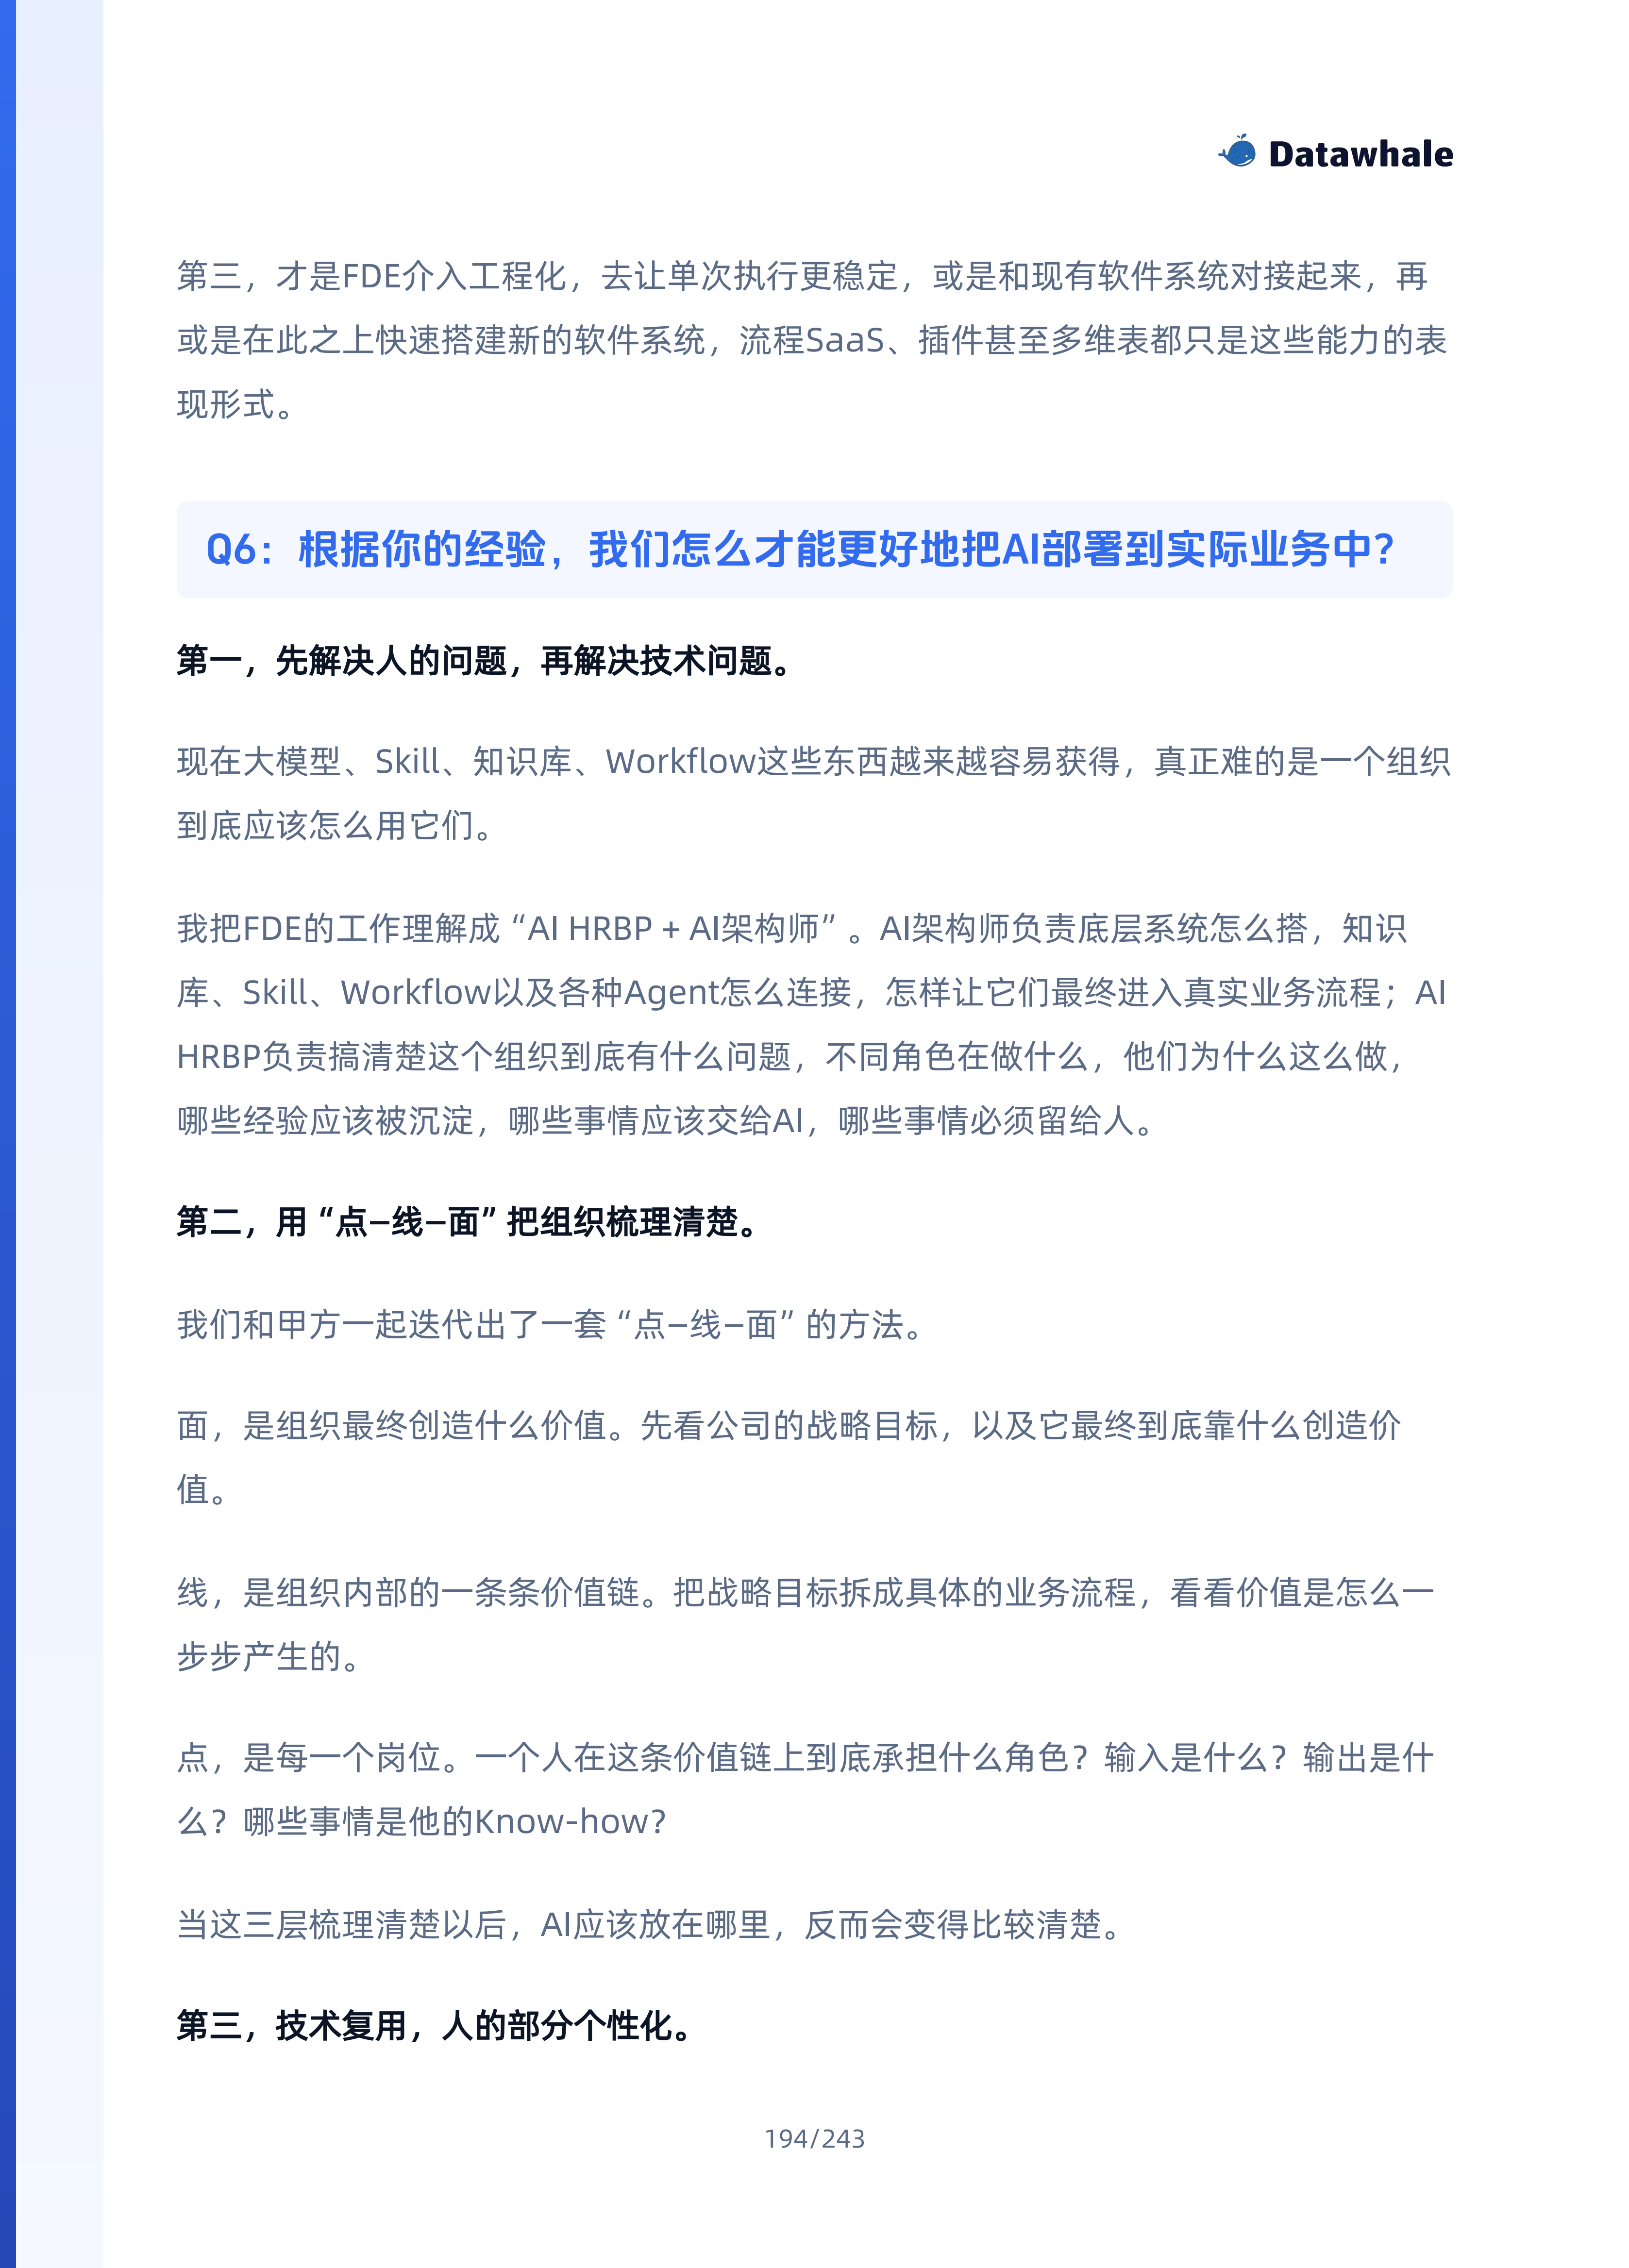 Datawhale
第三，才是FDE介入工程化，去让单次执行更稳定，或是和现有软件系统对接起来，再
或是在此之上快速搭建新的软件系统，流程SaaS、插件甚至多维表都只是这些能力的表
现形式。
Q6：根据你的经验，我们怎么才能更好地把AI部署到实际业务中？
第一，先解决人的问题，再解决技术问题。
现在大模型、Skill、知识库、Workflow这些东西越来越容易获得，真正难的是一个组织
到底应该怎么用它们。
我把FDE的工作理解成“AI HRBP + AI架构师”。AI架构师负责底层系统怎么搭，知识
库、Skill、Workflow以及各种Agent怎么连接，怎样让它们最终进入真实业务流程；AI
HRBP负责搞清楚这个组织到底有什么问题，不同角色在做什么，他们为什么这么做，
哪些经验应该被沉淀，哪些事情应该交给AI，哪些事情必须留给人。
第二，用“点–线–面”把组织梳理清楚。
我们和甲方一起迭代出了一套“点–线–面”的方法。
面，是组织最终创造什么价值。先看公司的战略目标，以及它最终到底靠什么创造价
值。
线，是组织内部的一条条价值链。把战略目标拆成具体的业务流程，看看价值是怎么一
步步产生的。
点，是每一个岗位。一个人在这条价值链上到底承担什么角色？输入是什么？输出是什
么？哪些事情是他的Know-how？
当这三层梳理清楚以后，AI应该放在哪里，反而会变得比较清楚。
第三，技术复用，人的部分个性化。
194/243